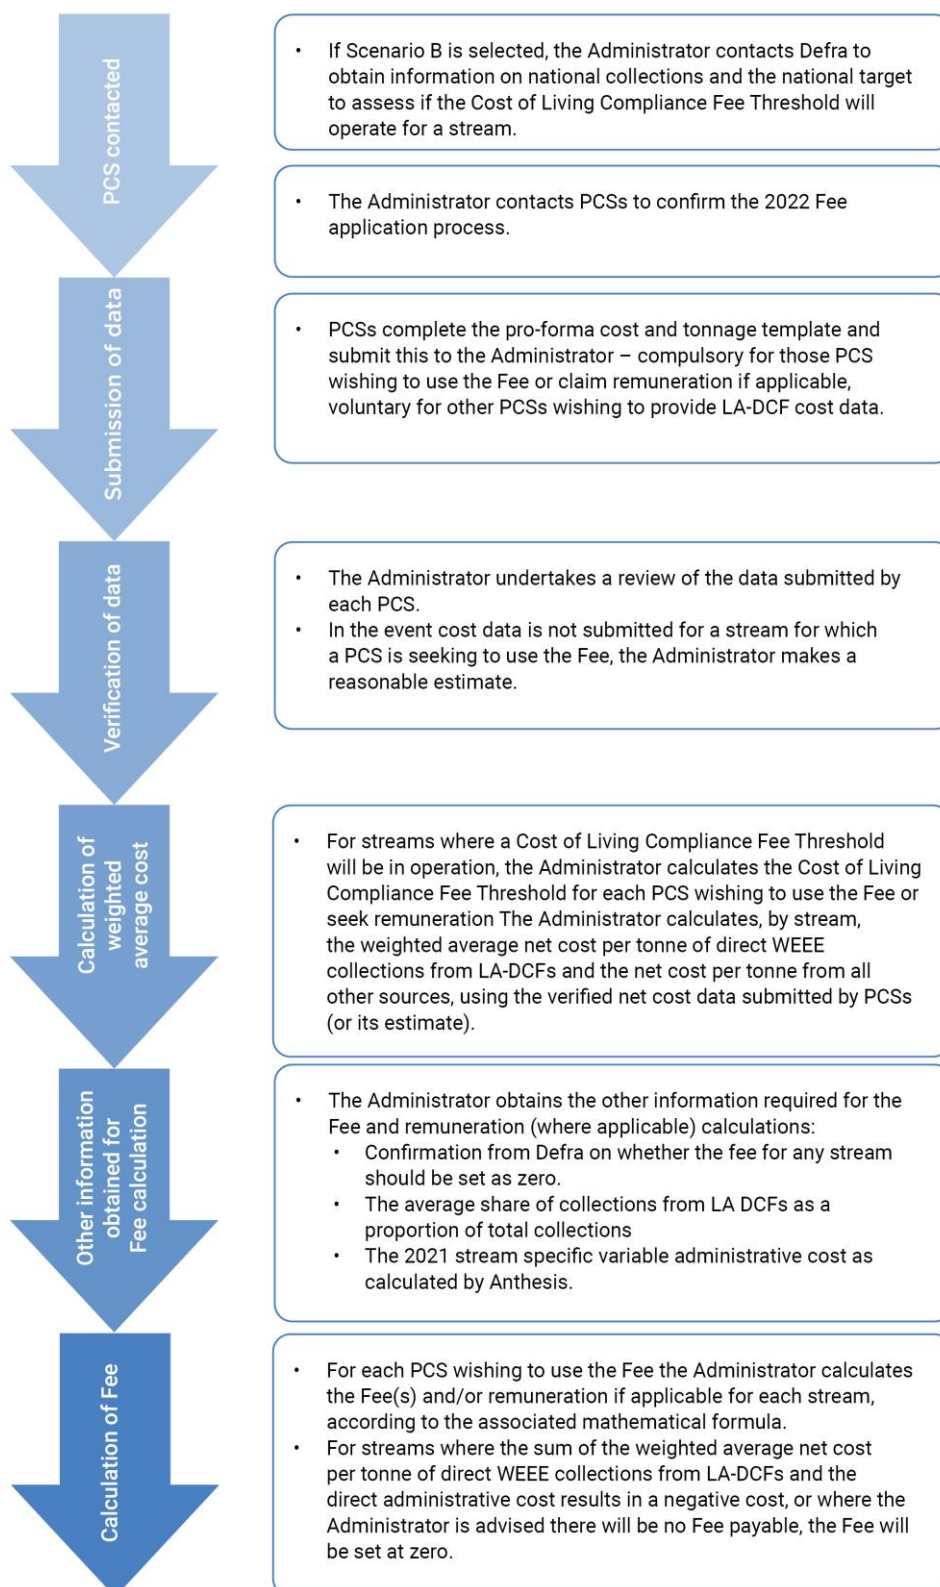 PCS contacted
• If Scenario B is selected, the Administrator contacts Defra to
obtain information on national collections and the national target
to assess if the Cost of Living Compliance Fee Threshold will
operate for a stream.
• The Administrator contacts PCSs to confirm the 2022 Fee
application process.
Submission of data
• PCSs complete the pro-forma cost and tonnage template and
submit this to the Administrator – compulsory for those PCS
wishing to use the Fee or claim remuneration if applicable,
voluntary for other PCSs wishing to provide LA-DCF cost data.
Verification of data
• The Administrator undertakes a review of the data submitted by
each PCS.
• In the event cost data is not submitted for a stream for which
a PCS is seeking to use the Fee, the Administrator makes a
reasonable estimate.
Calculation of
weighted
average cost
• For streams where a Cost of Living Compliance Fee Threshold
will be in operation, the Administrator calculates the Cost of Living
Compliance Fee Threshold for each PCS wishing to use the Fee or
seek remuneration The Administrator calculates, by stream,
the weighted average net cost per tonne of direct WEEE
collections from LA-DCFs and the net cost per tonne from all
other sources, using the verified net cost data submitted by PCSs
(or its estimate).
Other information
obtained for
Fee calculation
• The Administrator obtains the other information required for the
Fee and remuneration (where applicable) calculations:
• Confirmation from Defra on whether the fee for any stream
should be set as zero.
• The average share of collections from LA DCFs as a
proportion of total collections
• The 2021 stream specific variable administrative cost as
calculated by Anthesis.
Calculation of Fee
• For each PCS wishing to use the Fee the Administrator calculates
the Fee(s) and/or remuneration if applicable for each stream,
according to the associated mathematical formula.
• For streams where the sum of the weighted average net cost
per tonne of direct WEEE collections from LA-DCFs and the
direct administrative cost results in a negative cost, or where the
Administrator is advised there will be no Fee payable, the Fee will
be set at zero.